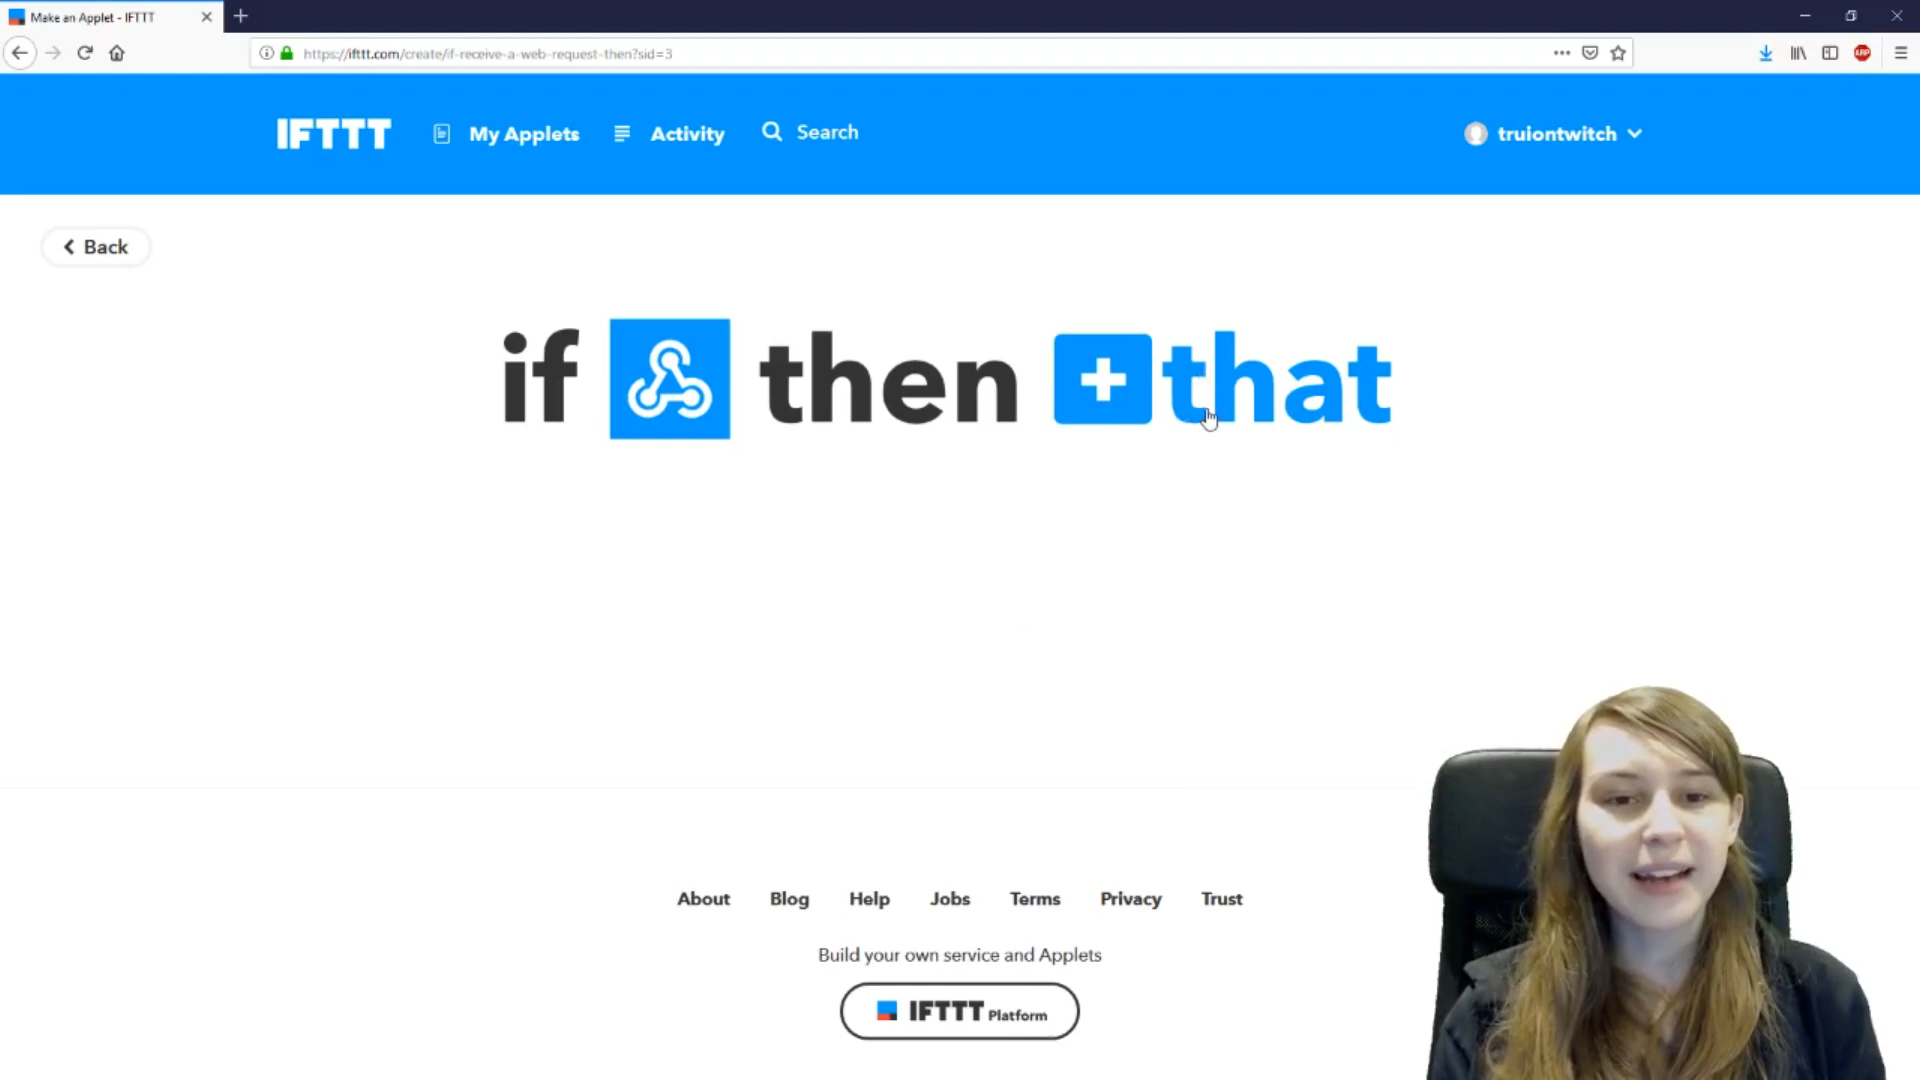 Make an Applet - IFTTT
https://ifttt.com/create/if-receive-a-web-request-then?sid=3
IFTTT My Applets Activity Search truiontwitch
Back
if then + that
About Blog Help Jobs Terms Privacy Trust
Build your own service and Applets
IFTTT Platform